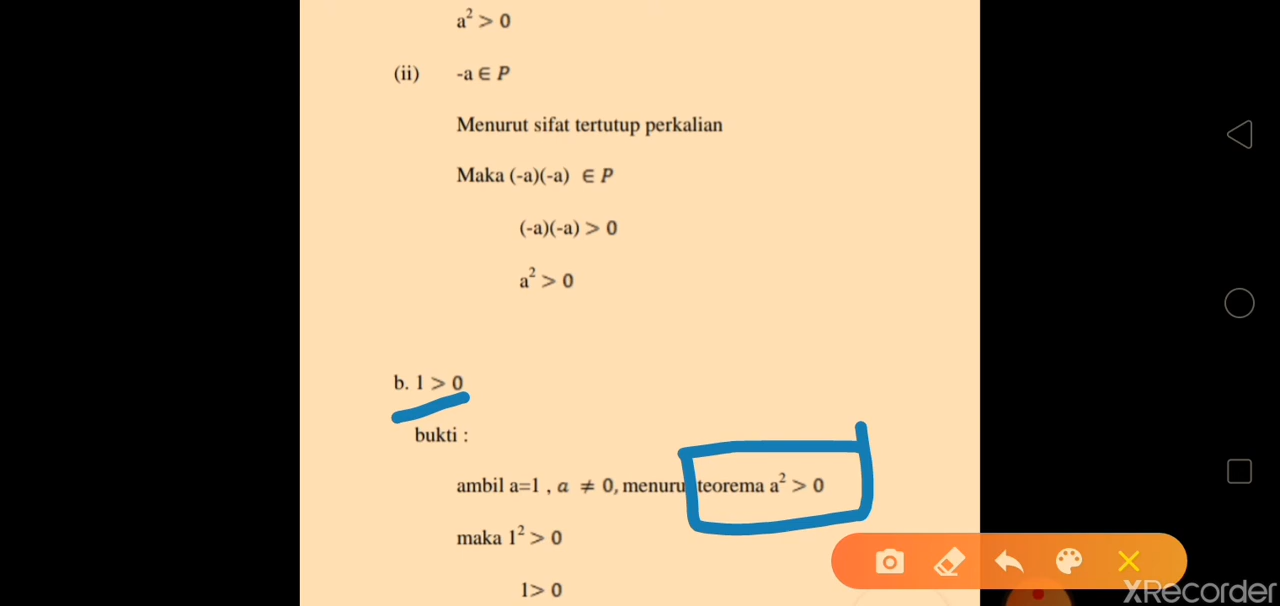 a² > 0
(ii) -a ∈ P
Menurut sifat tertutup perkalian
Maka (-a)(-a) ∈ P
(-a)(-a) > 0
a² > 0
b. 1 > 0
bukti :
ambil a=1 , a ≠ 0, menuru teorema a² > 0
maka 1² > 0
1> 0
XRecorder